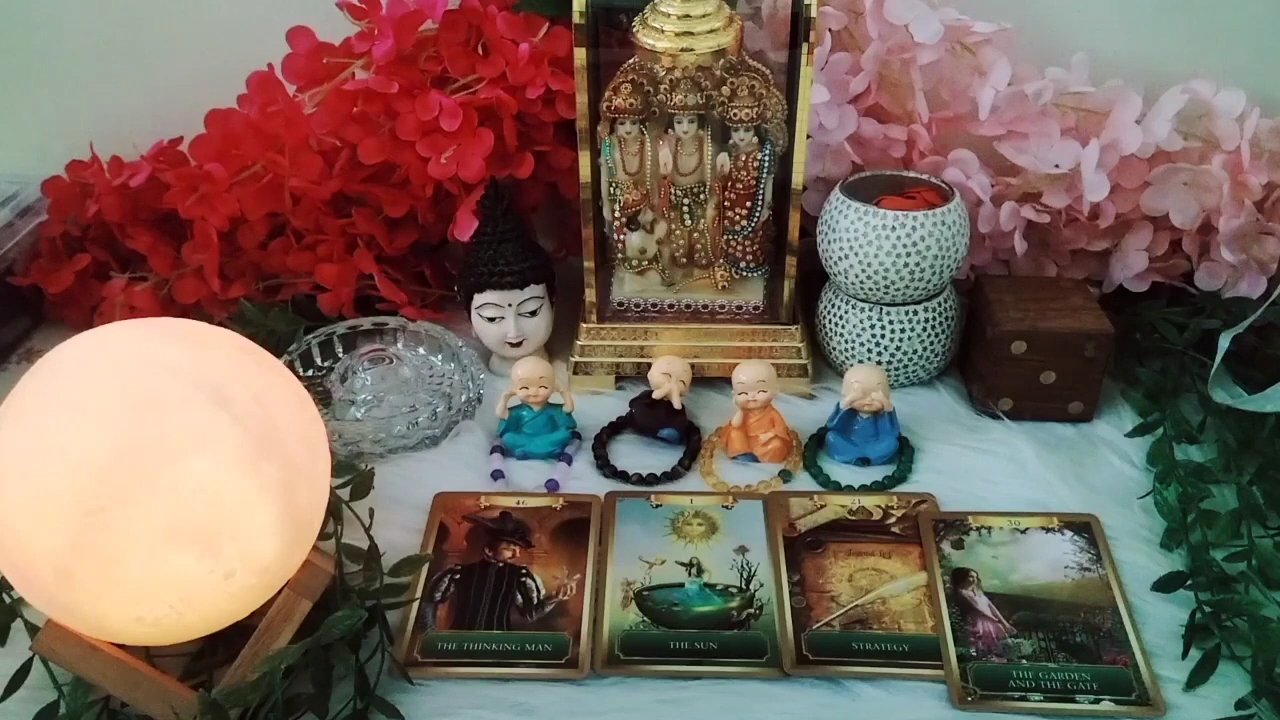 46
THE THINKING MAN
1
THE SUN
21
STRATEGY
30
THE GARDEN
AND THE GATE